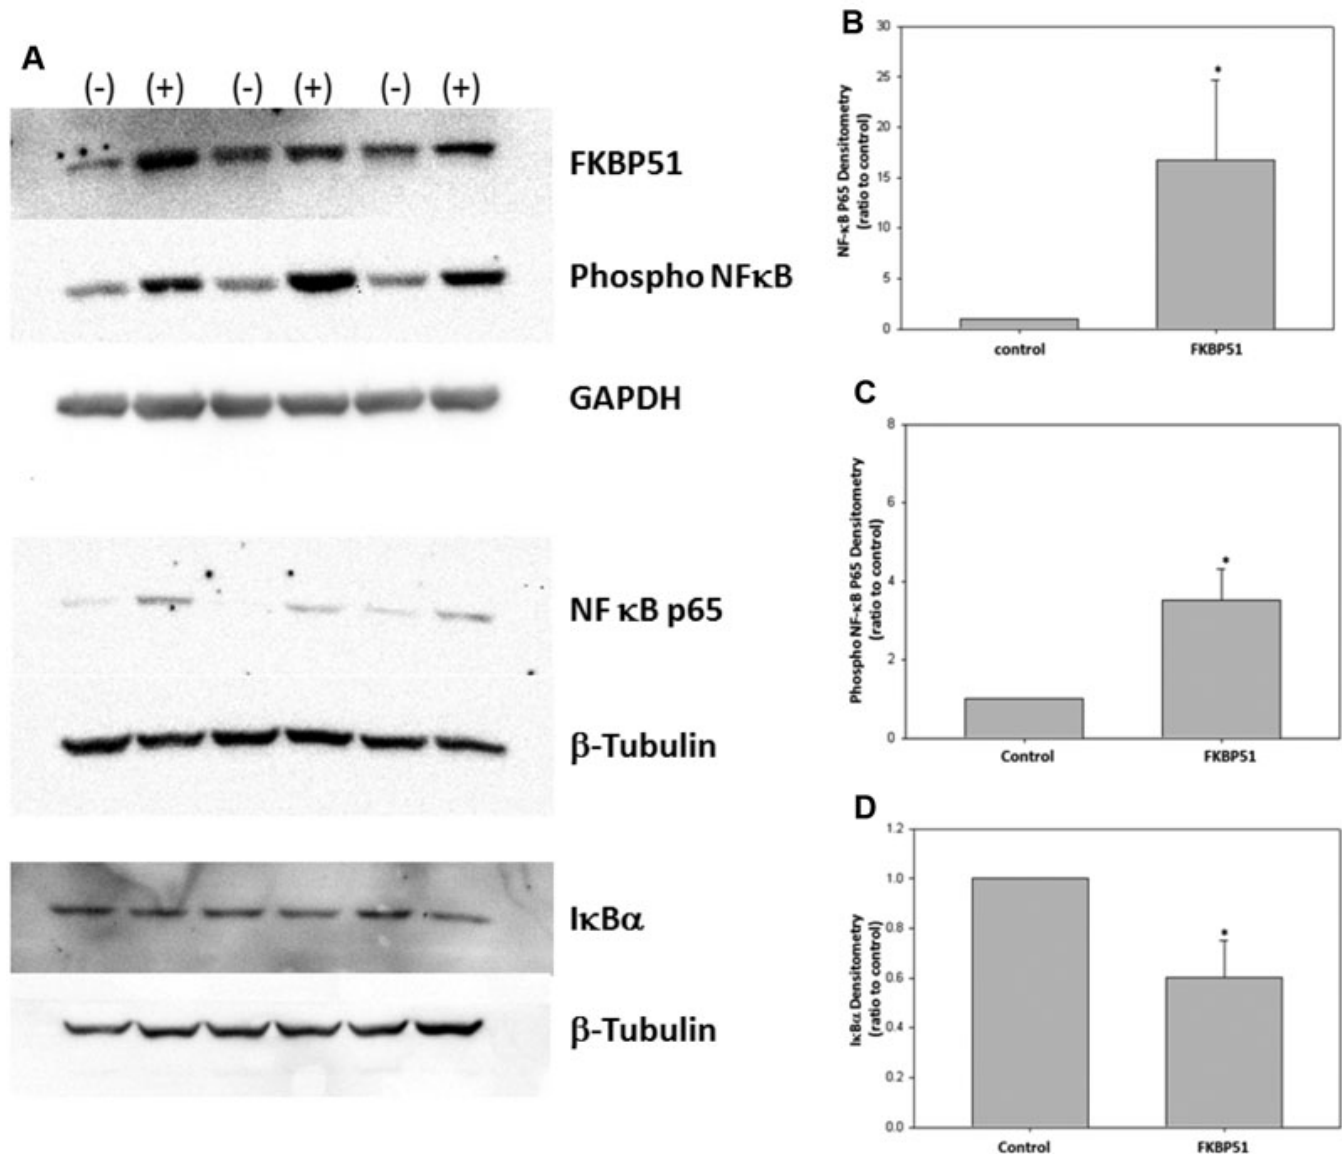 A
(-) (+) (-) (+) (-) (+)
FKBP51
Phospho NFκB
GAPDH
NF κB p65
β-Tubulin
IκBα
β-Tubulin
B
NF-κB P65 Densitometry
(ratio to control)
30
25
20
15
10
5
0
*
control FKBP51
C
Phospho NF-κB P65 Densitometry
(ratio to control)
8
6
4
2
0
*
Control FKBP51
D
IκBα Densitometry
(ratio to control)
1.2
1.0
0.8
0.6
0.4
0.2
0.0
*
Control FKBP51